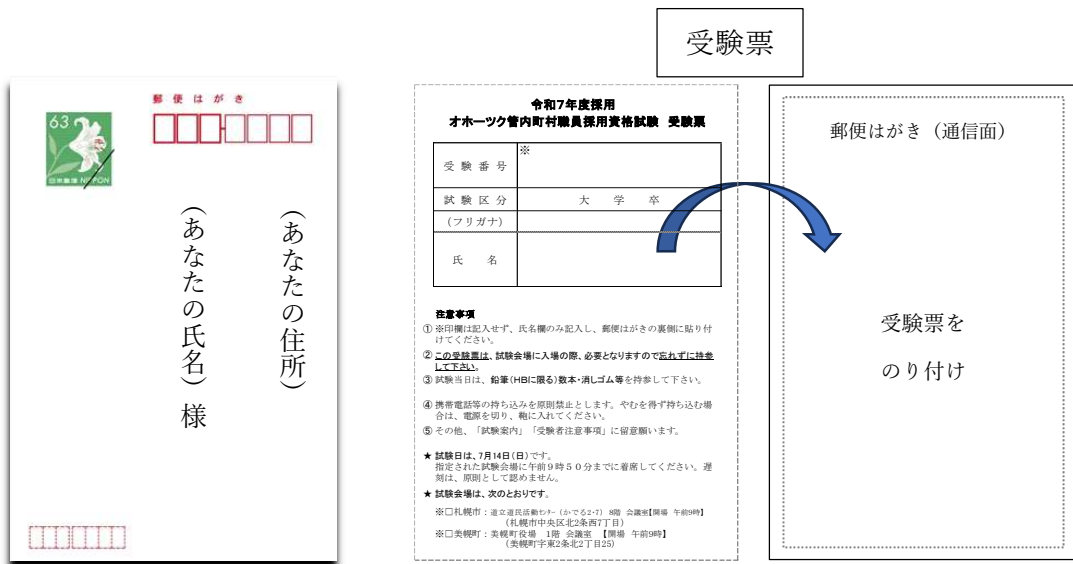 受験票
郵便はがき
63
日本郵便 NIPPON
(あなたの住所)
(あなたの氏名) 様
令和7年度採用
オホーツク管内町村職員採用資格試験 受験票
受験番号
※
試験区分
大 学 卒
(フリガナ)
氏 名
注意事項
① ※印欄は記入せず、氏名欄のみ記入し、郵便はがきの裏側に貼り付
けてください。
② この受験票は、試験会場に入場の際、必要となりますので忘れずに持参
して下さい。
③ 試験当日は、鉛筆(HBに限る)数本・消しゴム等を持参して下さい。
④ 携帯電話等の持ち込みを原則禁止とします。やむを得ず持ち込む場
合は、電源を切り、鞄に入れてください。
⑤ その他、「試験案内」「受験者注意事項」に留意願います。
★ 試験日は、7月14日(日)です。
指定された試験会場に午前9時50分までに着席してください。遅
刻は、原則として認めません。
★ 試験会場は、次のとおりです。
※□札幌市:道立道民活動センター(かでる2・7) 8階 会議室【開場 午前9時】
(札幌市中央区北2条西7丁目)
※□美幌町:美幌町役場 1階 会議室 【開場 午前9時】
(美幌町字東2条北2丁目25)
郵便はがき(通信面)
受験票を
のり付け